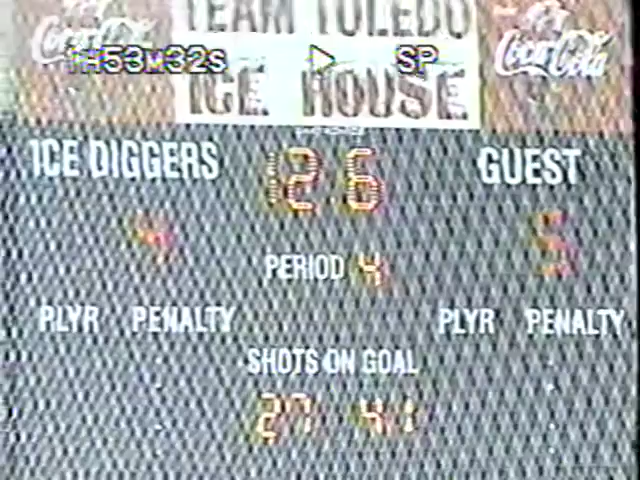 TEAM TOLEDO
Coca-Cola Coca-Cola
1H53M32S SP
ICE HOUSE
ICE DIGGERS 12.6 GUEST
4 5
PERIOD 4
PLYR PENALTY PLYR PENALTY
SHOTS ON GOAL
27 41